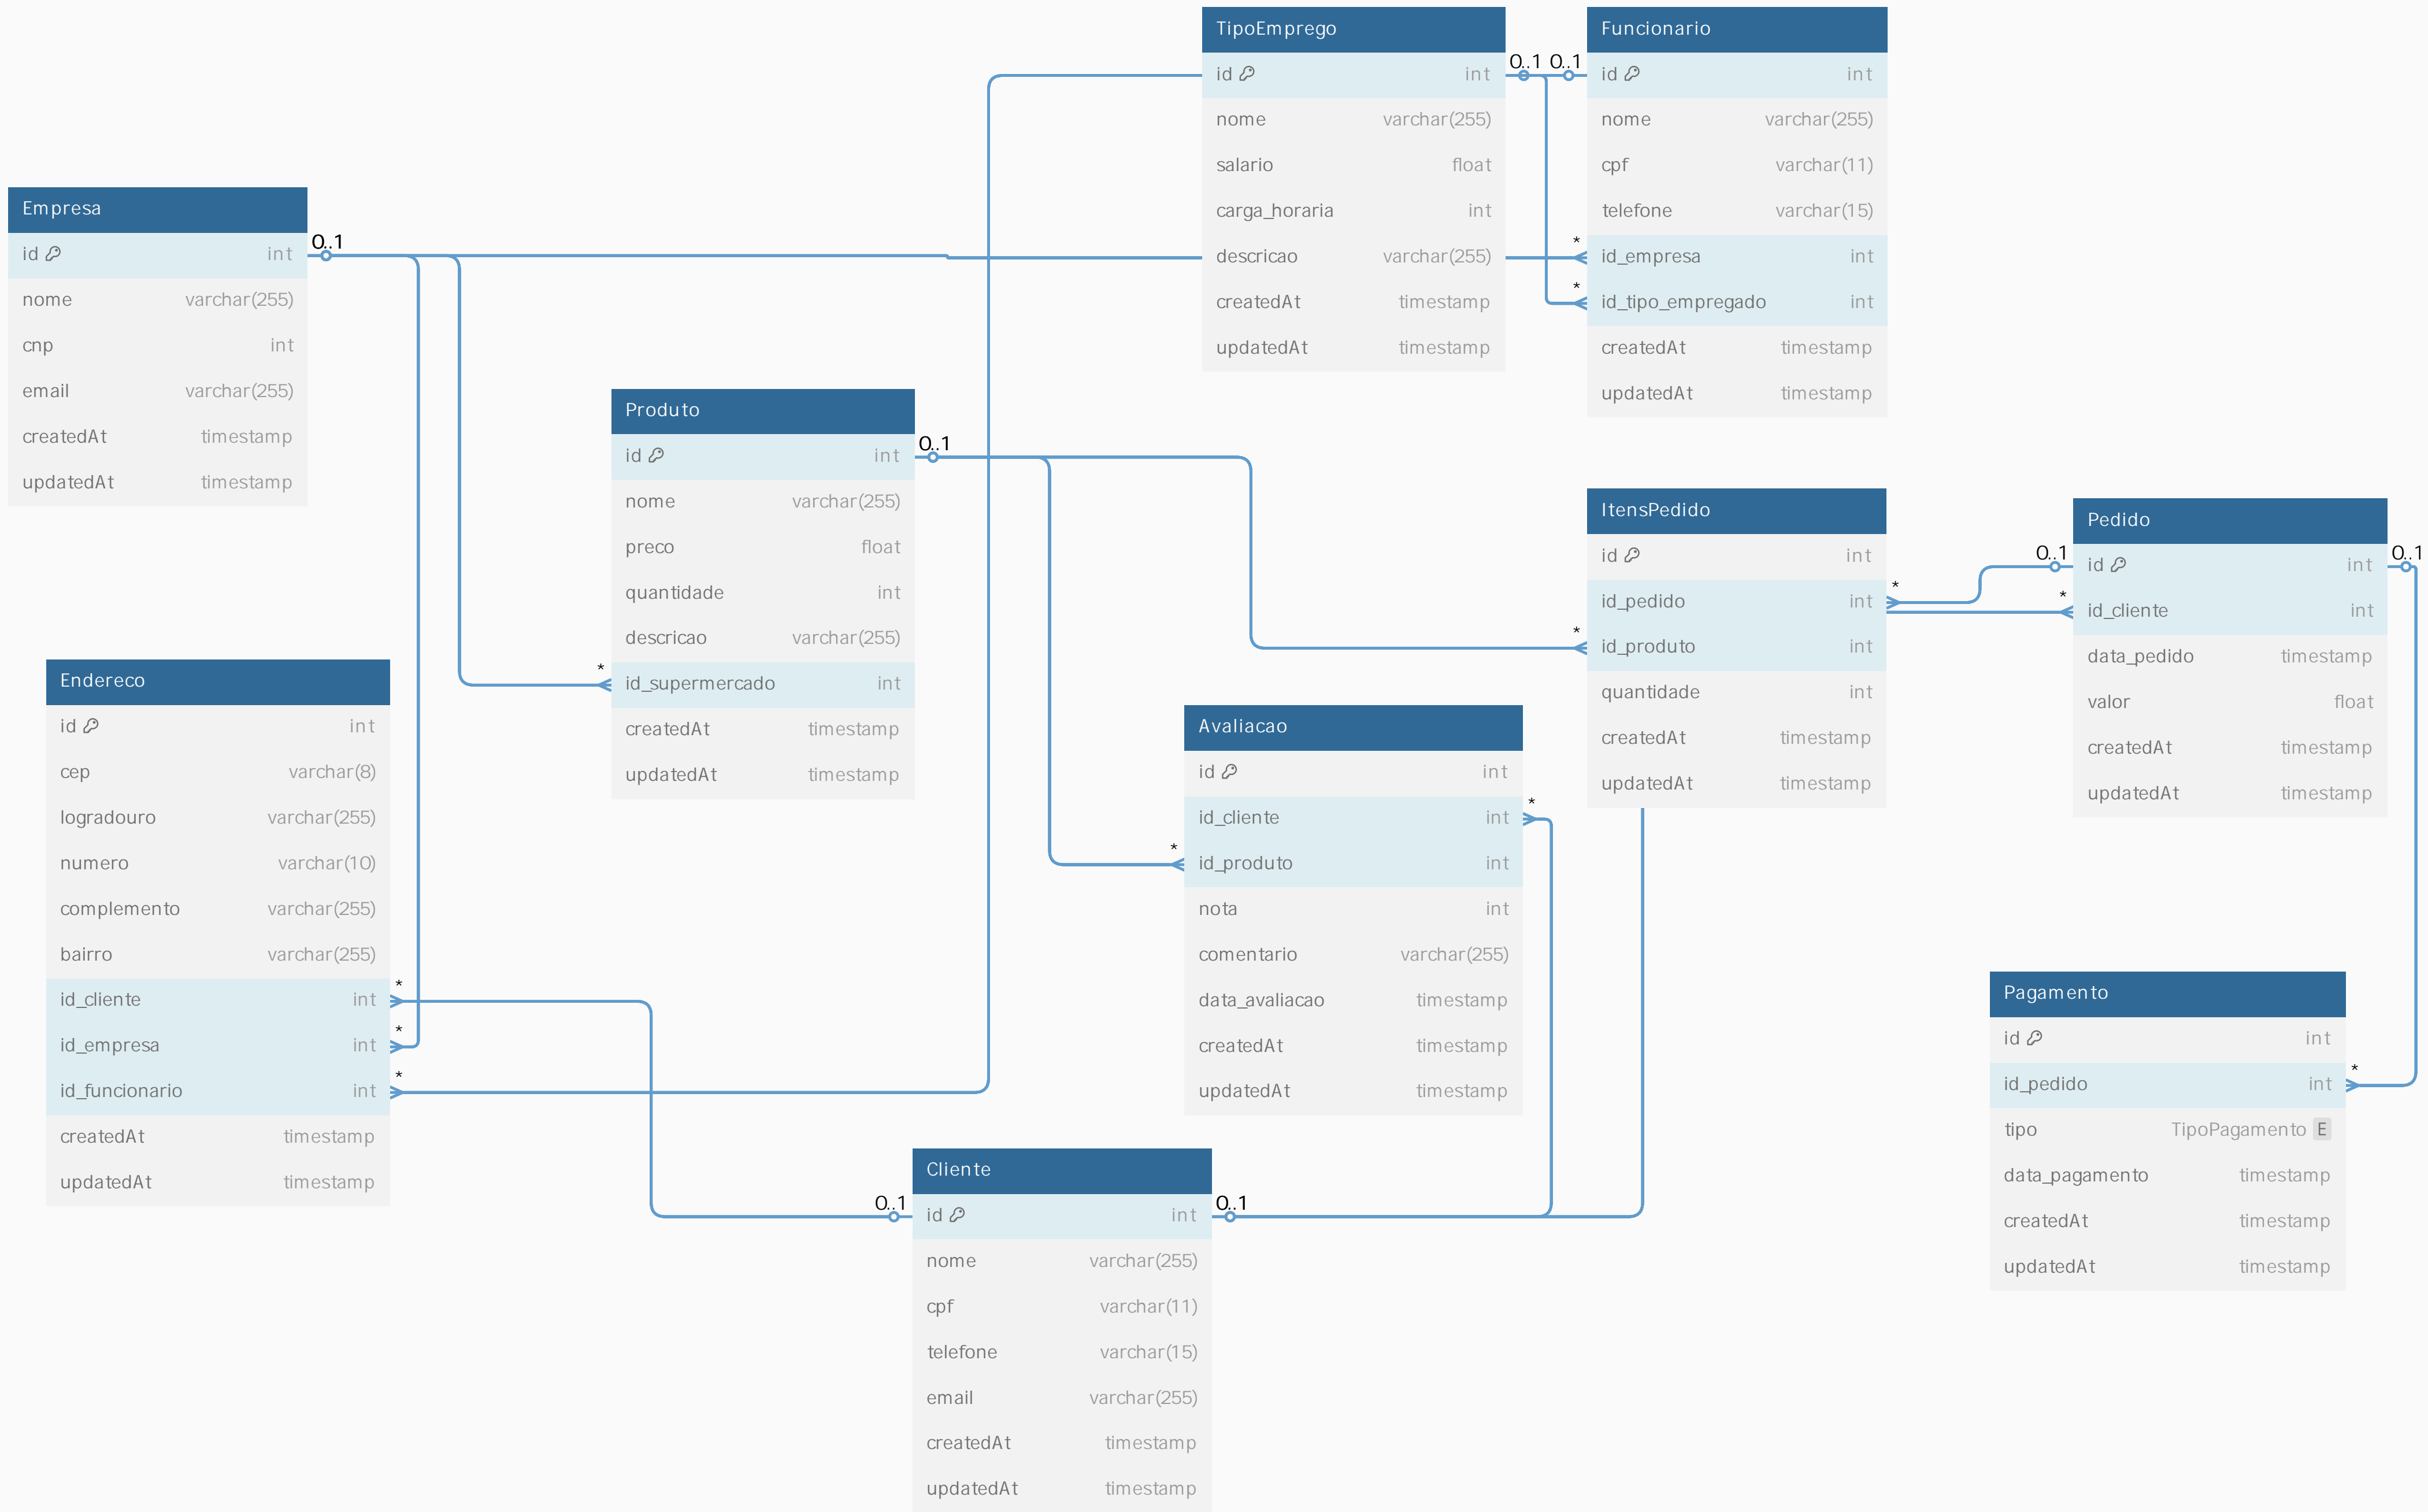 TipoEmprego
id int
nome varchar(255)
salario float
carga_horaria int
descricao varchar(255)
createdAt timestamp
updatedAt timestamp
0..1 0..1
Funcionario
id int
nome varchar(255)
cpf varchar(11)
telefone varchar(15)
* id_empresa int
* id_tipo_empregado int
createdAt timestamp
updatedAt timestamp
Empresa
id int 0..1
nome varchar(255)
cnp int
email varchar(255)
createdAt timestamp
updatedAt timestamp
Produto
id int 0..1
nome varchar(255)
preco float
quantidade int
descricao varchar(255)
* id_supermercado int
createdAt timestamp
updatedAt timestamp
ItensPedido
id int
id_pedido int *
* id_produto int
quantidade int
createdAt timestamp
updatedAt timestamp
Pedido
0..1 id int 0..1
* id_cliente int
data_pedido timestamp
valor float
createdAt timestamp
updatedAt timestamp
Endereco
id int
cep varchar(8)
logradouro varchar(255)
numero varchar(10)
complemento varchar(255)
bairro varchar(255)
id_cliente int *
id_empresa int *
id_funcionario int *
createdAt timestamp
updatedAt timestamp
Avaliacao
id int
id_cliente int *
* id_produto int
nota int
comentario varchar(255)
data_avaliacao timestamp
createdAt timestamp
updatedAt timestamp
Pagamento
id int
id_pedido int *
tipo TipoPagamento E
data_pagamento timestamp
createdAt timestamp
updatedAt timestamp
Cliente
0..1 id int 0..1
nome varchar(255)
cpf varchar(11)
telefone varchar(15)
email varchar(255)
createdAt timestamp
updatedAt timestamp